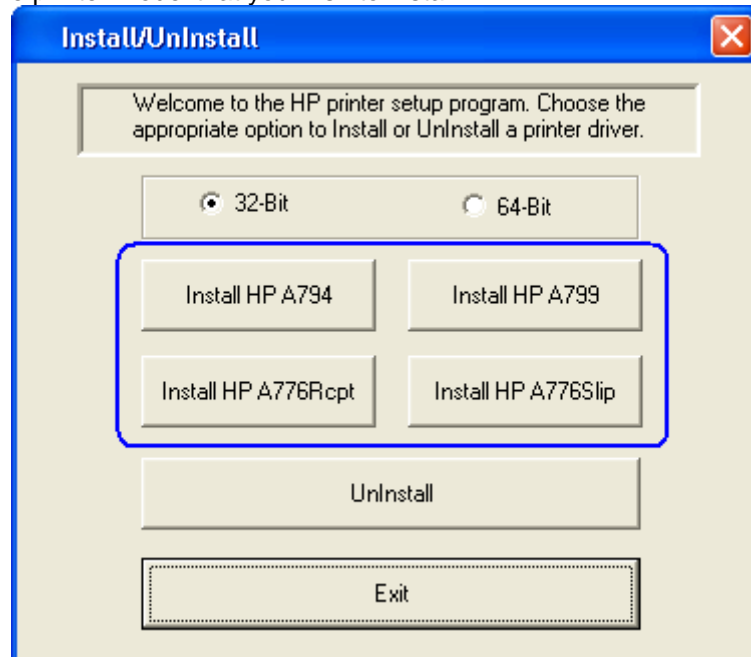 Install/UnInstall
Welcome to the HP printer setup program. Choose the
appropriate option to Install or UnInstall a printer driver.
32-Bit 64-Bit
Install HP A794 Install HP A799
Install HP A776Rcpt Install HP A776Slip
UnInstall
Exit